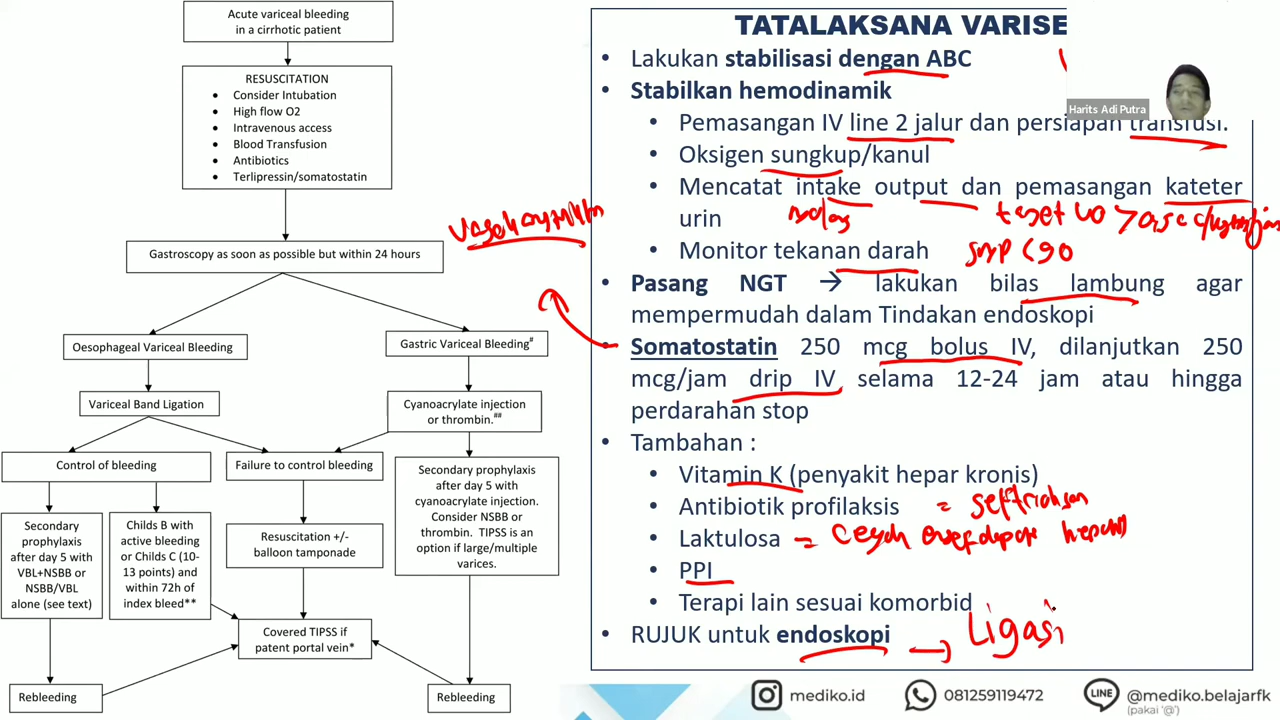 Acute variceal bleeding
in a cirrhotic patient
RESUSCITATION
• Consider Intubation
• High flow O2
• Intravenous access
• Blood Transfusion
• Antibiotics
• Terlipressin/somatostatin
Gastroscopy as soon as possible but within 24 hours
Oesophageal Variceal Bleeding
Gastric Variceal Bleeding#
Variceal Band Ligation
Cyanoacrylate injection
or thrombin.##
Control of bleeding
Failure to control bleeding
Secondary
prophylaxis
after day 5 with
VBL+NSBB or
NSBB/VBL
alone (see text)
Childs B with
active bleeding
or Childs C (10-
13 points) and
within 72h of
index bleed**
Resuscitation +/-
balloon tamponade
Secondary prophylaxis
after day 5 with
cyanoacrylate injection.
Consider NSBB or
thrombin. TIPSS is an
option if large/multiple
varices.
Covered TIPSS if
patent portal vein*
Rebleeding
Rebleeding
TATALAKSANA VARISE
• Lakukan stabilisasi dengan ABC
• Stabilkan hemodinamik
• Pemasangan IV line 2 jalur dan persiapan transfusi.
• Oksigen sungkup/kanul
• Mencatat intake output dan pemasangan kateter
urin
target UO >0,5cc/
• Monitor tekanan darah
<90
• Pasang NGT → lakukan bilas lambung agar
mempermudah dalam Tindakan endoskopi
• Somatostatin 250 mcg bolus IV, dilanjutkan 250
mcg/jam drip IV selama 12-24 jam atau hingga
perdarahan stop
• Tambahan :
• Vitamin K (penyakit hepar kronis)
• Antibiotik profilaksis =
• Laktulosa =
• PPI
• Terapi lain sesuai komorbid
• RUJUK untuk endoskopi → Ligasi
Harits Adi Putra
mediko.id
081259119472
LINE
@mediko.belajarfk
(pakai '@')